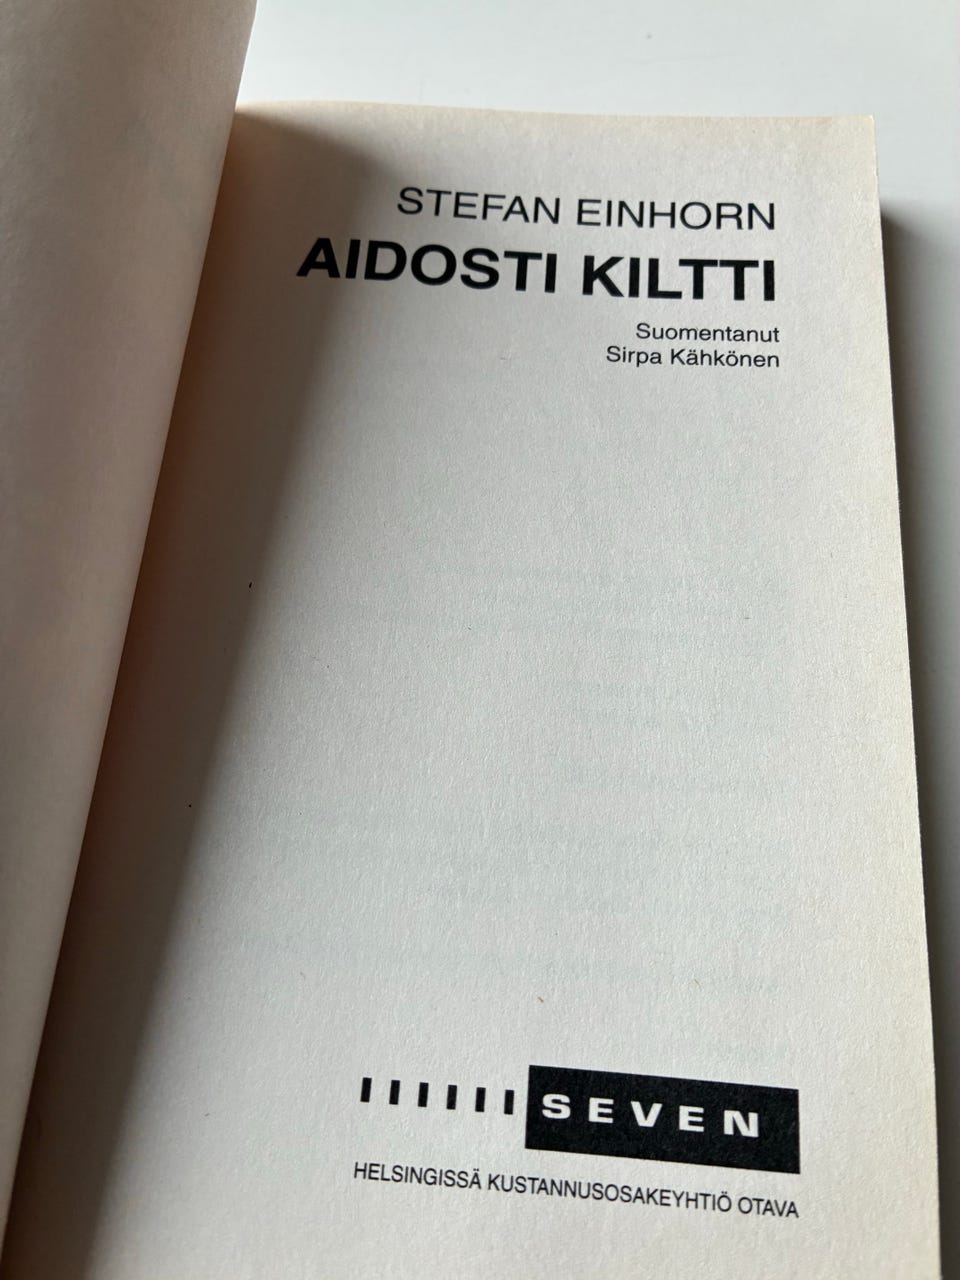 STEFAN EINHORN
AIDOSTI KILTTI
Suomentanut
Sirpa Kähkönen
SEVEN
HELSINGISSÄ KUSTANNUSOSAKEYHTIÖ OTAVA